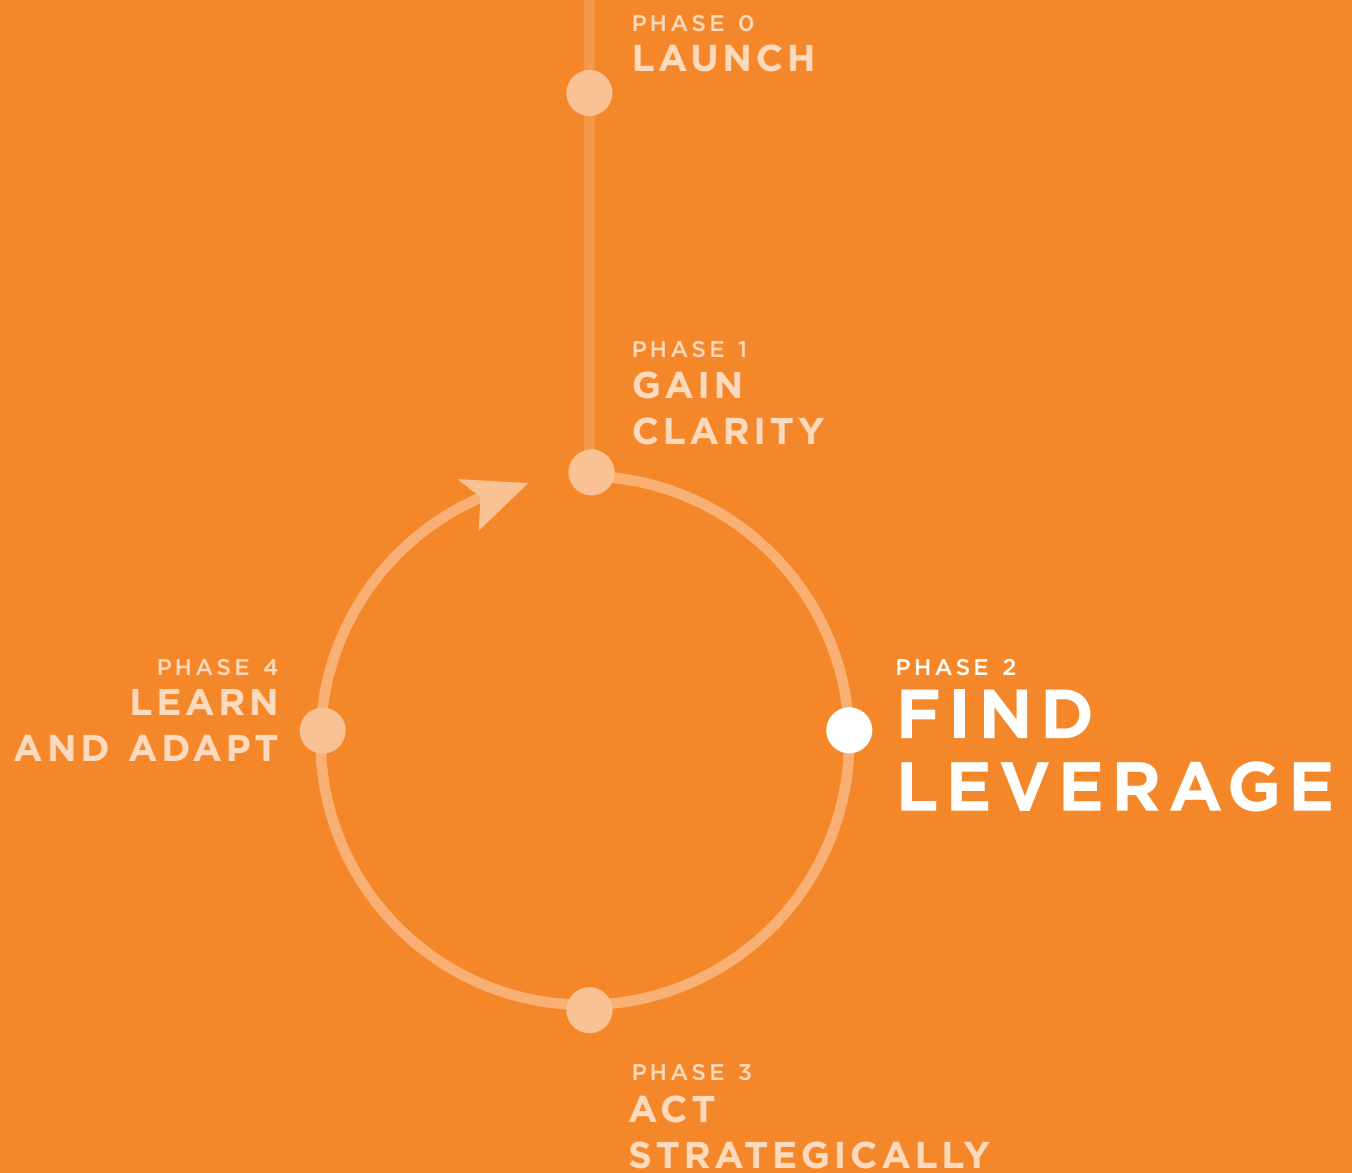 PHASE 0
LAUNCH
PHASE 1
GAIN
CLARITY
PHASE 2
FIND
LEVERAGE
PHASE 3
ACT
STRATEGICALLY
PHASE 4
LEARN
AND ADAPT